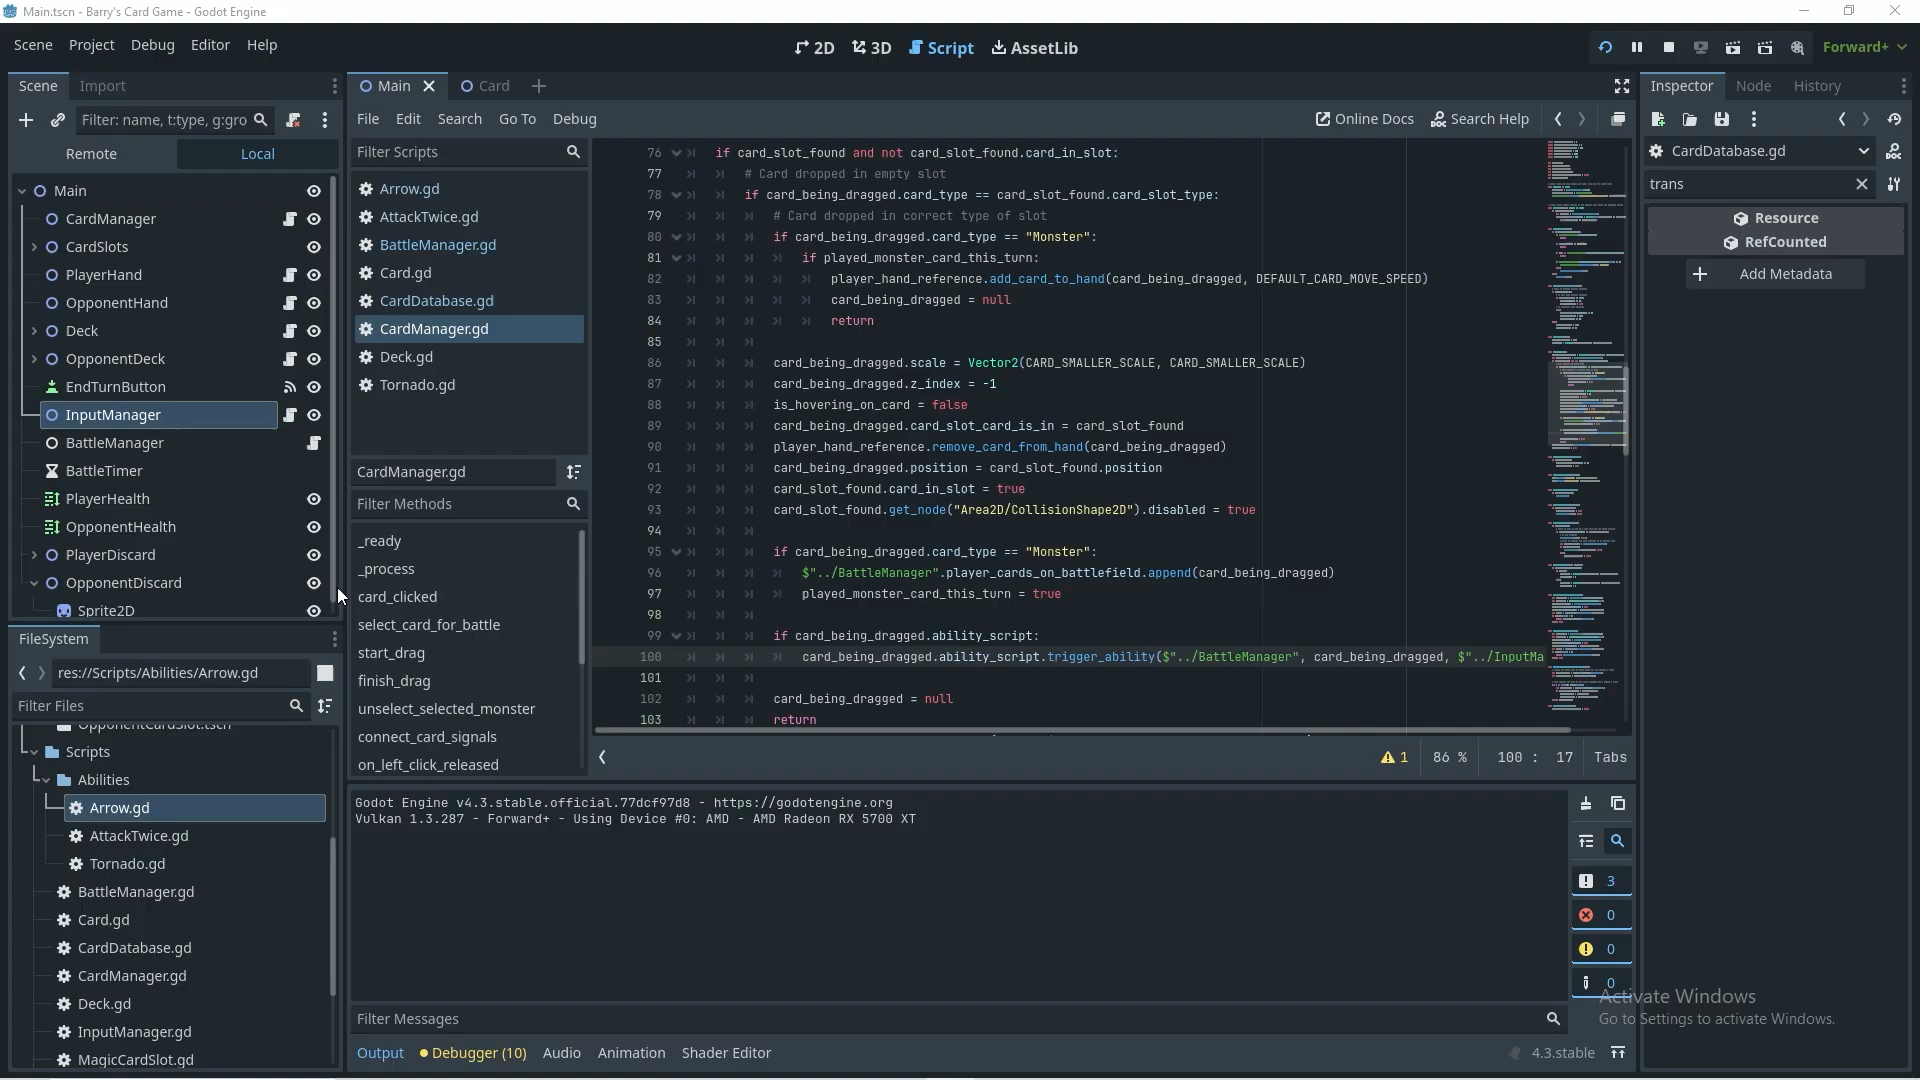 Main.tscn - Barry's Card Game - Godot Engine
Scene Project Debug Editor Help
2D 3D Script AssetLib
Forward+
Scene Import
Filter: name, t:type, g:gro
Remote Local
Main
CardManager
CardSlots
PlayerHand
OpponentHand
Deck
OpponentDeck
EndTurnButton
InputManager
BattleManager
BattleTimer
PlayerHealth
OpponentHealth
PlayerDiscard
OpponentDiscard
Sprite2D
FileSystem
res://Scripts/Abilities/Arrow.gd
Filter Files
OpponentCardSlot.tscn
Scripts
Abilities
Arrow.gd
AttackTwice.gd
Tornado.gd
BattleManager.gd
Card.gd
CardDatabase.gd
CardManager.gd
Deck.gd
InputManager.gd
MagicCardSlot.gd
Main Card
File Edit Search Go To Debug
Online Docs Search Help
Filter Scripts
Arrow.gd
AttackTwice.gd
BattleManager.gd
Card.gd
CardDatabase.gd
CardManager.gd
Deck.gd
Tornado.gd
CardManager.gd
Filter Methods
_ready
_process
card_clicked
select_card_for_battle
start_drag
finish_drag
unselect_selected_monster
connect_card_signals
on_left_click_released
76 if card_slot_found and not card_slot_found.card_in_slot:
77 # Card dropped in empty slot
78 if card_being_dragged.card_type == card_slot_found.card_slot_type:
79 # Card dropped in correct type of slot
80 if card_being_dragged.card_type == "Monster":
81 if played_monster_card_this_turn:
82 player_hand_reference.add_card_to_hand(card_being_dragged, DEFAULT_CARD_MOVE_SPEED)
83 card_being_dragged = null
84 return
85
86 card_being_dragged.scale = Vector2(CARD_SMALLER_SCALE, CARD_SMALLER_SCALE)
87 card_being_dragged.z_index = -1
88 is_hovering_on_card = false
89 card_being_dragged.card_slot_card_is_in = card_slot_found
90 player_hand_reference.remove_card_from_hand(card_being_dragged)
91 card_being_dragged.position = card_slot_found.position
92 card_slot_found.card_in_slot = true
93 card_slot_found.get_node("Area2D/CollisionShape2D").disabled = true
94
95 if card_being_dragged.card_type == "Monster":
96 $"../BattleManager".player_cards_on_battlefield.append(card_being_dragged)
97 played_monster_card_this_turn = true
98
99 if card_being_dragged.ability_script:
100 card_being_dragged.ability_script.trigger_ability($"../BattleManager", card_being_dragged, $"../InputMa
101
102 card_being_dragged = null
103 return
1 86 % 100 : 17 Tabs
Godot Engine v4.3.stable.official.77dcf97d8 - https://godotengine.org
Vulkan 1.3.287 - Forward+ - Using Device #0: AMD - AMD Radeon RX 5700 XT
3
0
0
0
Filter Messages
Output Debugger (10) Audio Animation Shader Editor
4.3.stable
Inspector Node History
CardDatabase.gd
trans
Resource
RefCounted
Add Metadata
Activate Windows
Go to Settings to activate Windows.